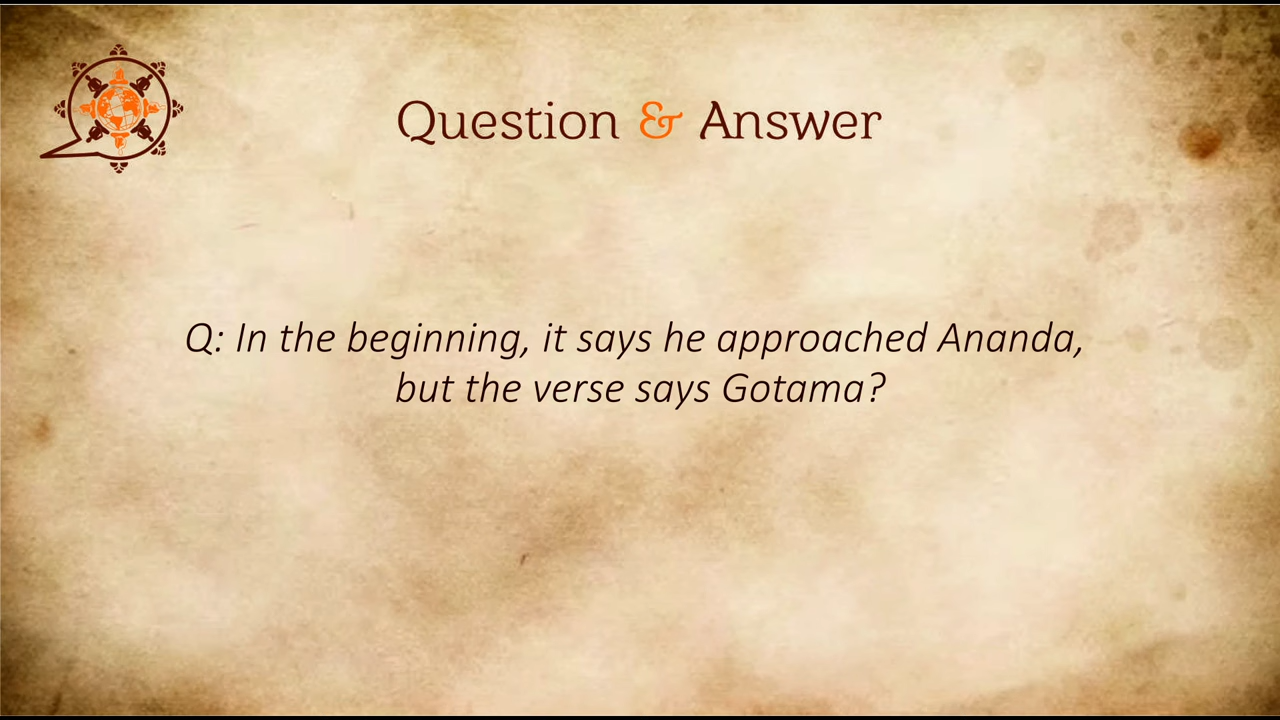 Question & Answer
Q: In the beginning, it says he approached Ananda,
but the verse says Gotama?